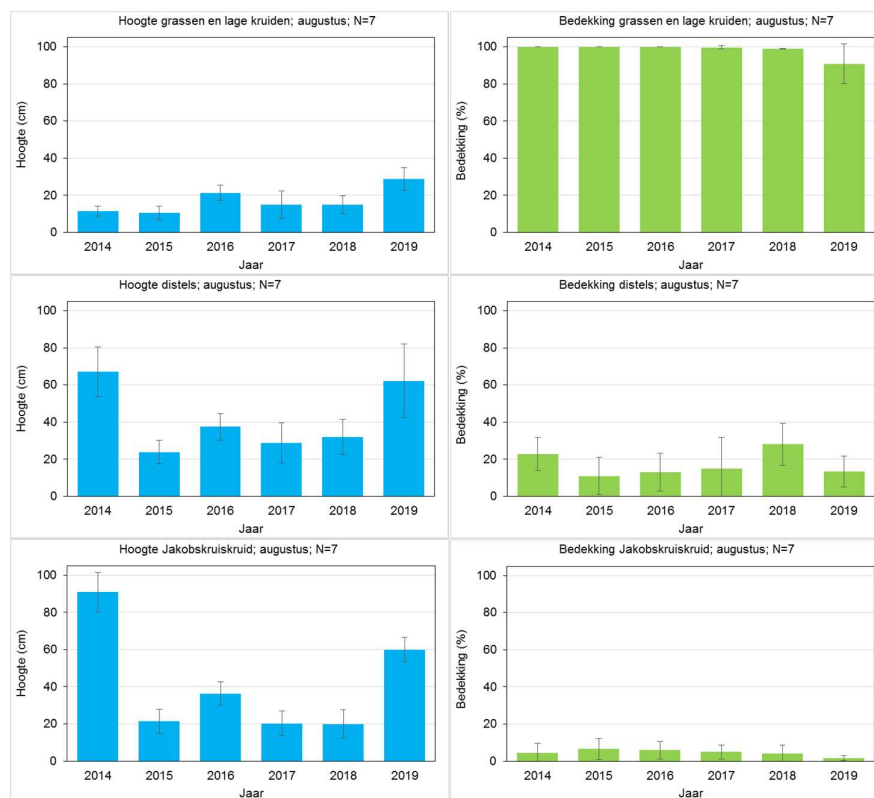 Hoogte grassen en lage kruiden; augustus; N=7
100
80
60
40
20
0
Hoogte (cm)
2014 2015 2016 2017 2018 2019
Jaar
Bedekking grassen en lage kruiden; augustus; N=7
100
80
60
40
20
0
Bedekking (%)
2014 2015 2016 2017 2018 2019
Jaar
Hoogte distels; augustus; N=7
100
80
60
40
20
0
Hoogte (cm)
2014 2015 2016 2017 2018 2019
Jaar
Bedekking distels; augustus; N=7
100
80
60
40
20
0
Bedekking (%)
2014 2015 2016 2017 2018 2019
Jaar
Hoogte Jakobskruiskruid; augustus; N=7
100
80
60
40
20
0
Hoogte (cm)
2014 2015 2016 2017 2018 2019
Jaar
Bedekking Jakobskruiskruid; augustus; N=7
100
80
60
40
20
0
Bedekking (%)
2014 2015 2016 2017 2018 2019
Jaar